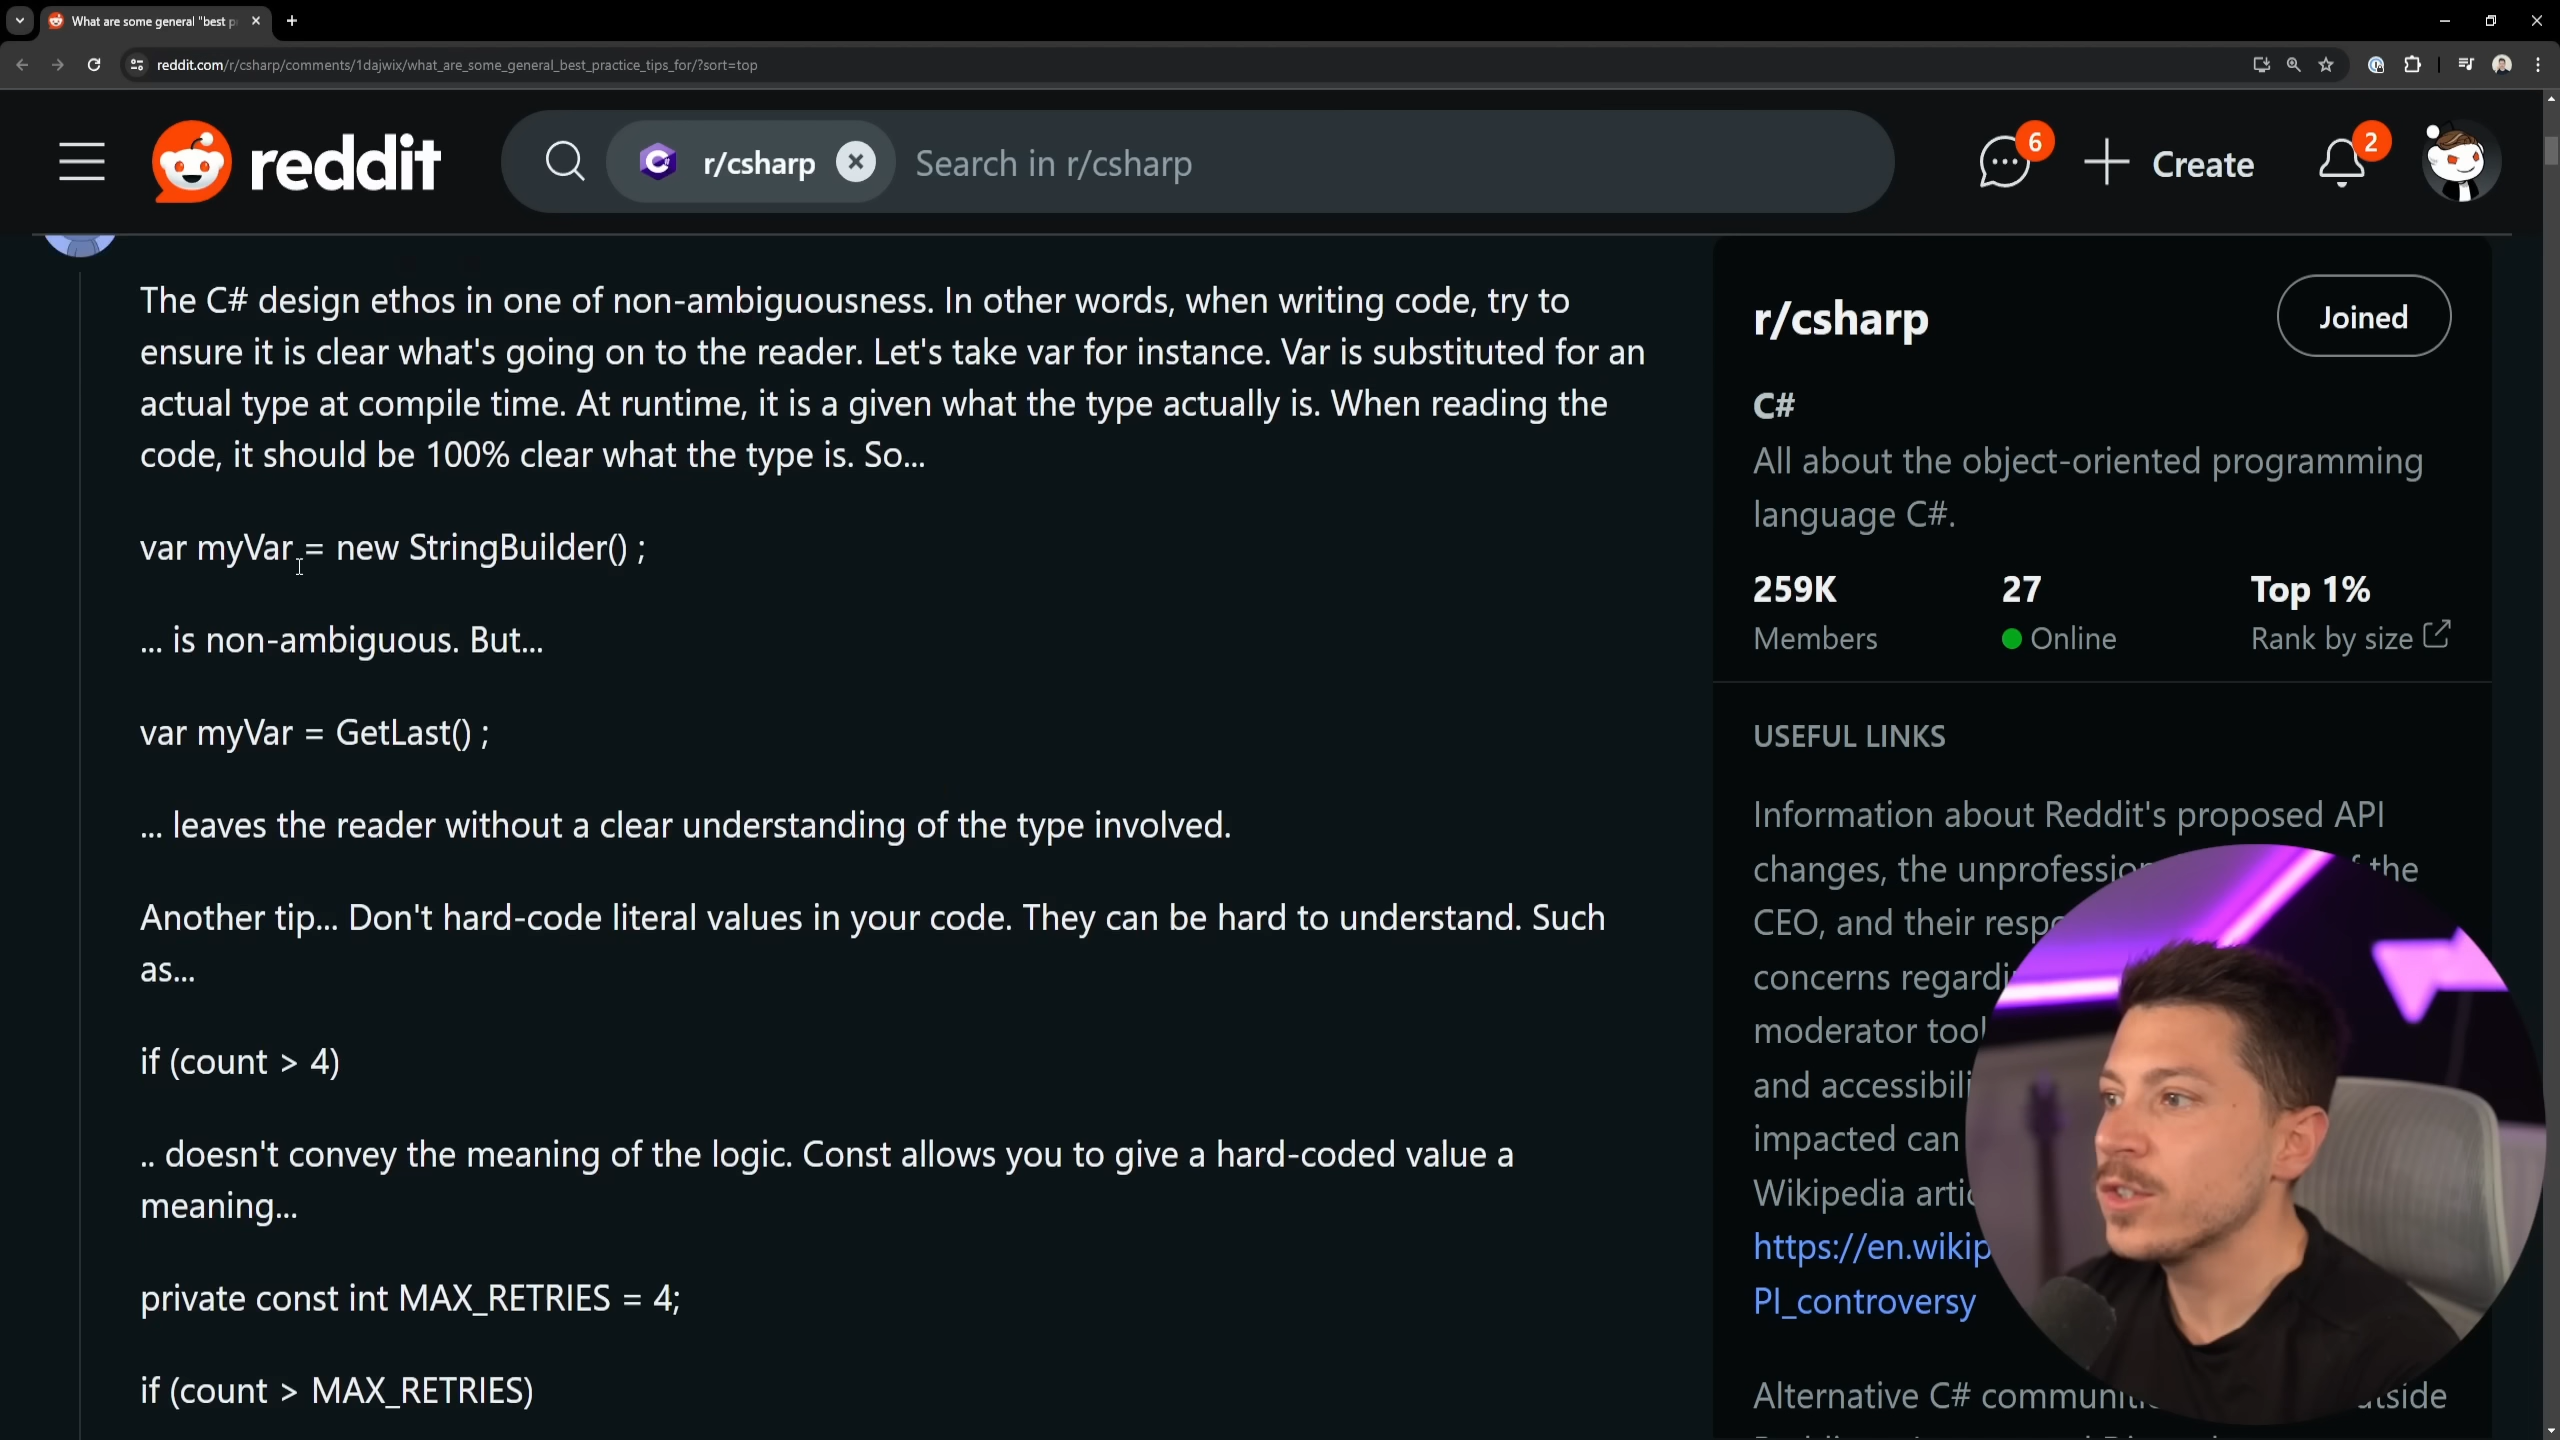 What are some general "best p
reddit.com/r/csharp/comments/1dajwix/what_are_some_general_best_practice_tips_for/?sort=top
reddit
r/csharp
Search in r/csharp
6
Create
2
The C# design ethos in one of non-ambiguousness. In other words, when writing code, try to
ensure it is clear what's going on to the reader. Let's take var for instance. Var is substituted for an
actual type at compile time. At runtime, it is a given what the type actually is. When reading the
code, it should be 100% clear what the type is. So...
var myVar = new StringBuilder() ;
... is non-ambiguous. But...
var myVar = GetLast() ;
... leaves the reader without a clear understanding of the type involved.
Another tip... Don't hard-code literal values in your code. They can be hard to understand. Such
as...
if (count > 4)
.. doesn't convey the meaning of the logic. Const allows you to give a hard-coded value a
meaning...
private const int MAX_RETRIES = 4;
if (count > MAX_RETRIES)
r/csharp
Joined
C#
All about the object-oriented programming
language C#.
259K
27
Top 1%
Members
Online
Rank by size
USEFUL LINKS
Information about Reddit's proposed API
changes, the the
CEO, and their
concerns
moderator
and
impacted can
Wikipedia
https://en.wikip
PI_controversy
Alternative C#